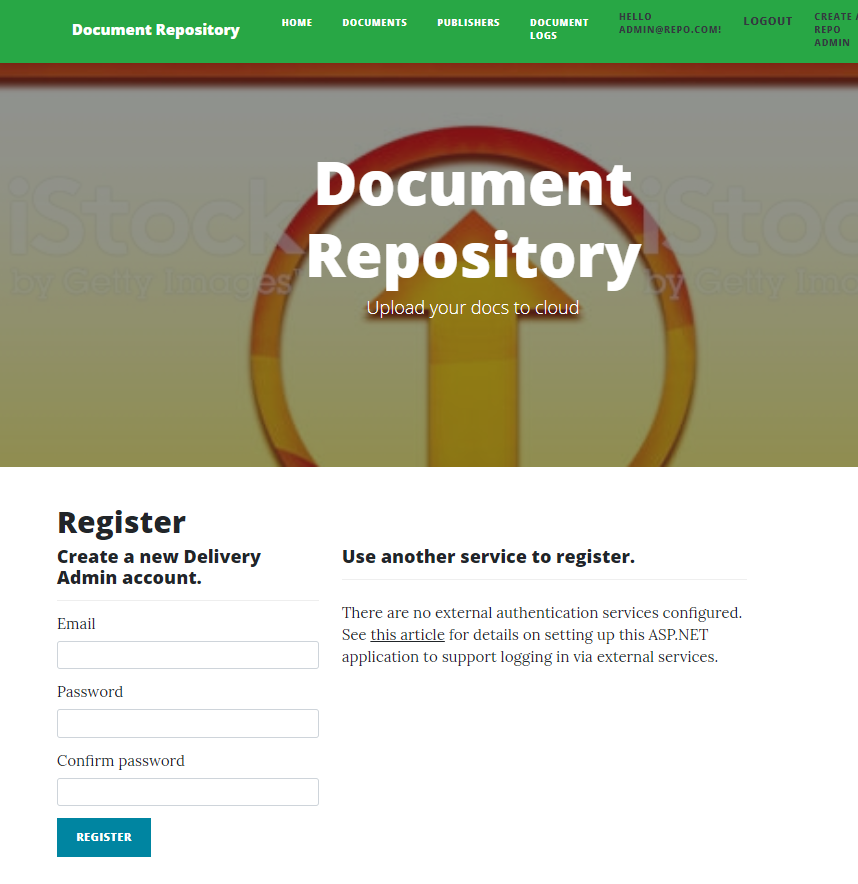 Document Repository
HOME
DOCUMENTS
PUBLISHERS
DOCUMENT
LOGS
HELLO
ADMIN@REPO.COM!
LOGOUT
CREATE A
REPO
ADMIN
iStock
by Getty Images
iStoc
by Getty Ima
Document
Repository
Upload your docs to cloud
Register
Create a new Delivery
Admin account.
Email
Password
Confirm password
REGISTER
Use another service to register.
There are no external authentication services configured.
See this article for details on setting up this ASP.NET
application to support logging in via external services.